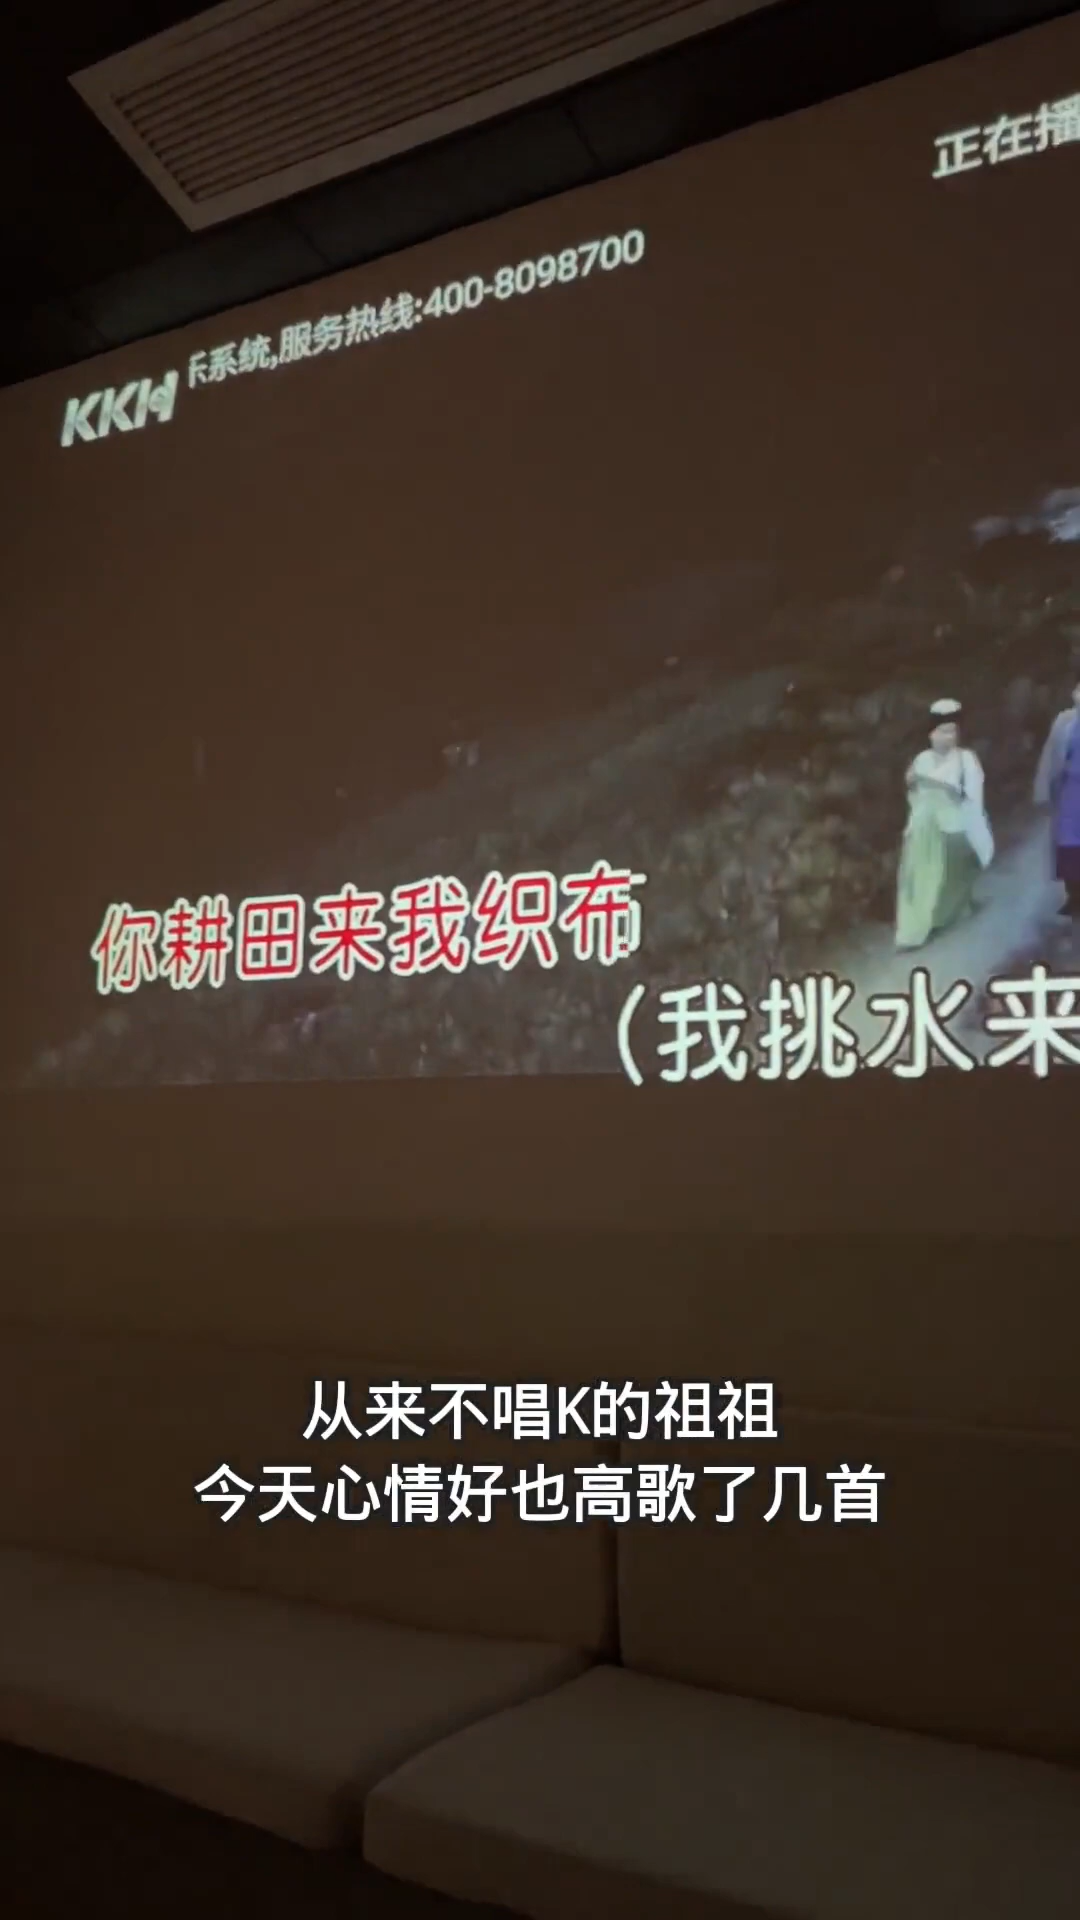 正在播
系统,服务热线:400-8098700
KKH
你耕田来我织布
(我挑水来
从来不唱K的祖祖
今天心情好也高歌了几首